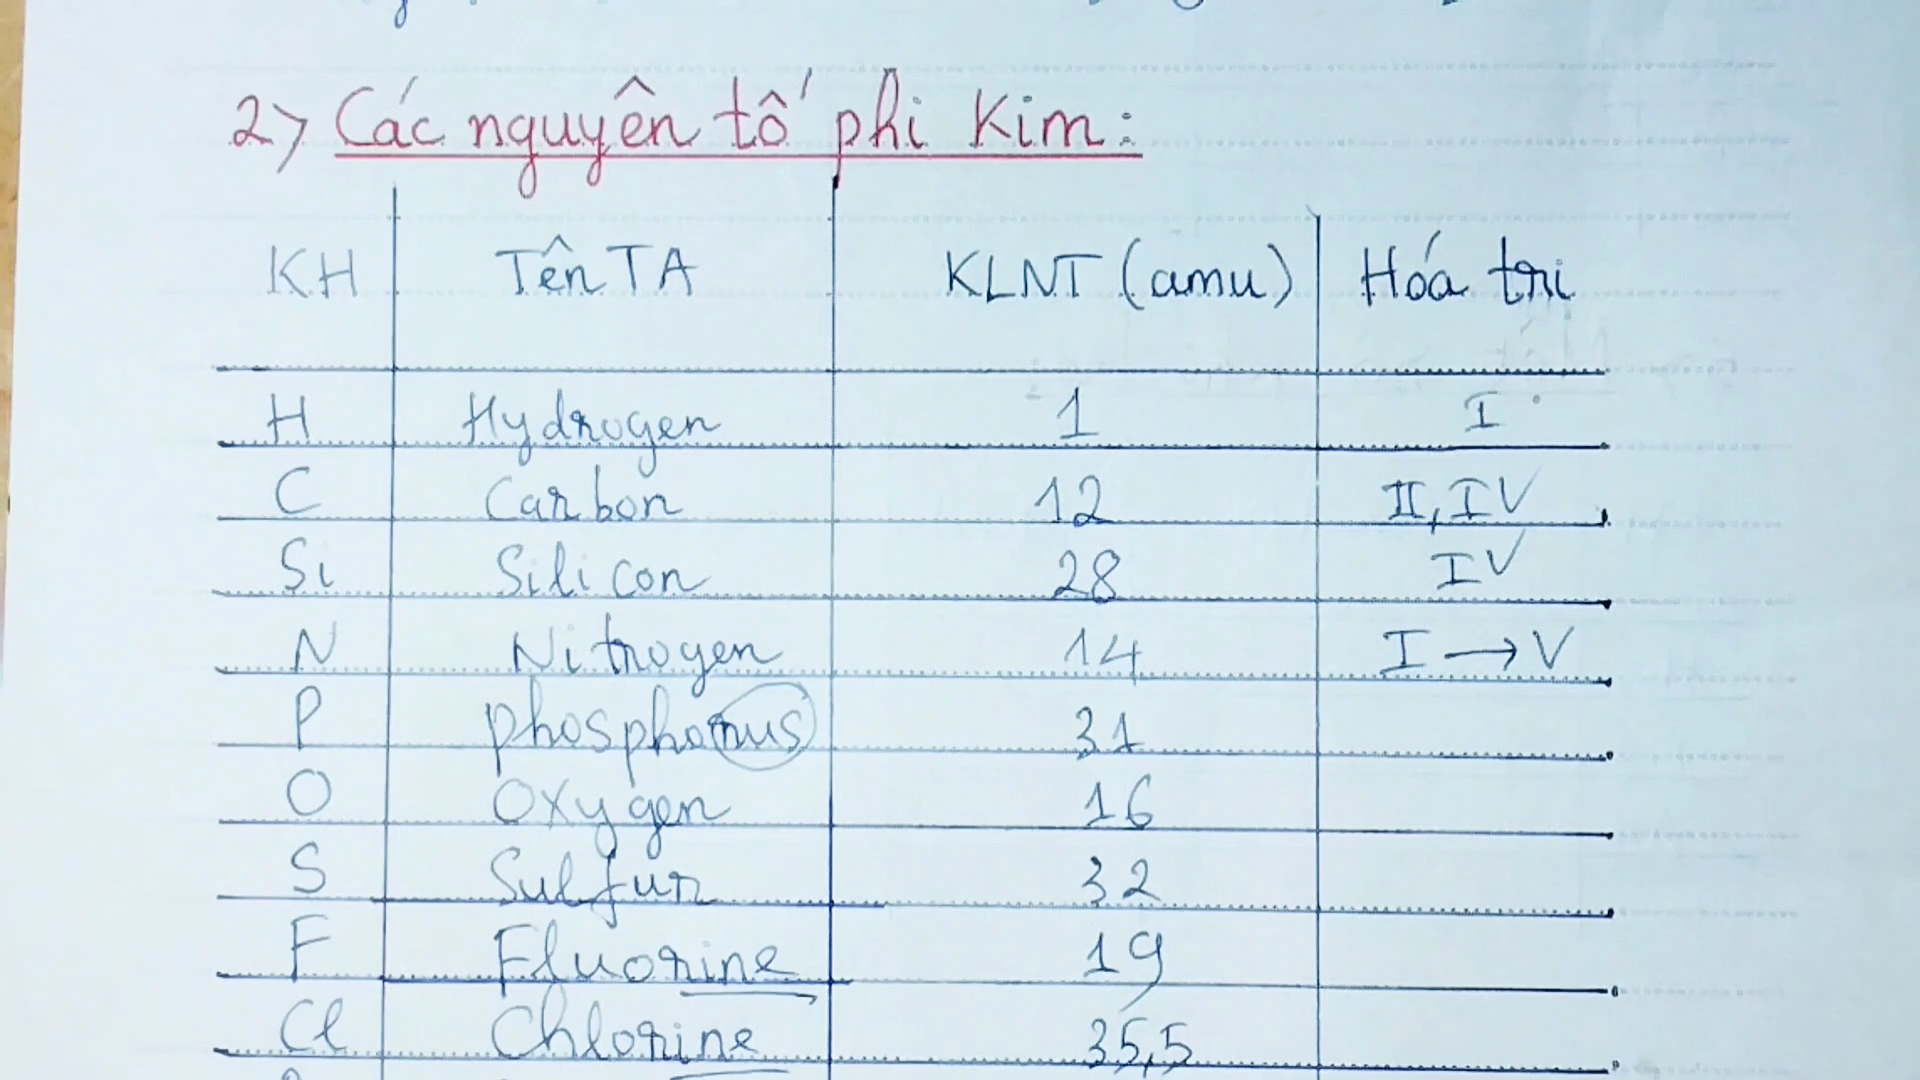 2) Các nguyên tố phi kim:
KH Tên TA KLNT (amu) Hóa trị
H Hydrogen 1 I
C Carbon 12 II, IV
Si Silicon 28 IV
N Nitrogen 14 I → V
P phosphorus 31
O Oxygen 16
S Sulfur 32
F Fluorine 19
Cl Chlorine 35,5